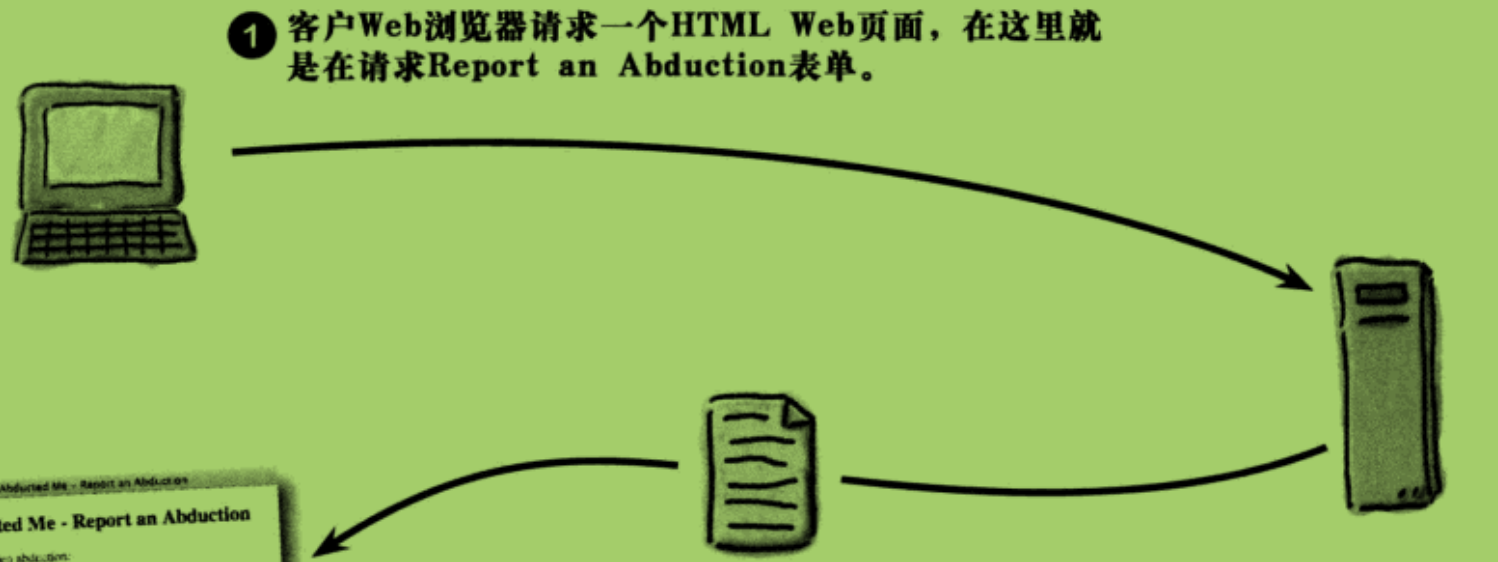 1 客户Web浏览器请求一个HTML Web页面，在这里就
是在请求Report an Abduction表单。
Abducted Me - Report an Abduction
ted Me - Report an Abduction
abduction: